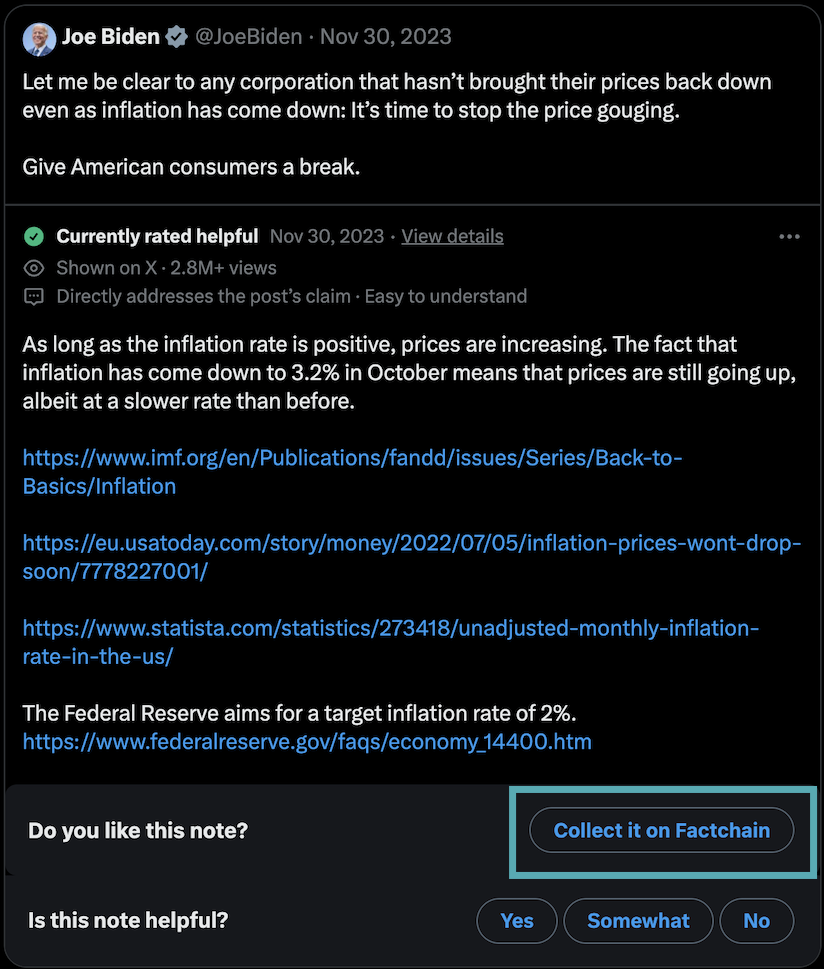 Joe Biden @JoeBiden · Nov 30, 2023
Let me be clear to any corporation that hasn’t brought their prices back down
even as inflation has come down: It’s time to stop the price gouging.
Give American consumers a break.
Currently rated helpful Nov 30, 2023 · View details
Shown on X · 2.8M+ views
Directly addresses the post’s claim · Easy to understand
As long as the inflation rate is positive, prices are increasing. The fact that
inflation has come down to 3.2% in October means that prices are still going up,
albeit at a slower rate than before.
https://www.imf.org/en/Publications/fandd/issues/Series/Back-to-
Basics/Inflation
https://eu.usatoday.com/story/money/2022/07/05/inflation-prices-wont-drop-
soon/7778227001/
https://www.statista.com/statistics/273418/unadjusted-monthly-inflation-
rate-in-the-us/
The Federal Reserve aims for a target inflation rate of 2%.
https://www.federalreserve.gov/faqs/economy_14400.htm
Do you like this note? Collect it on Factchain
Is this note helpful? Yes Somewhat No